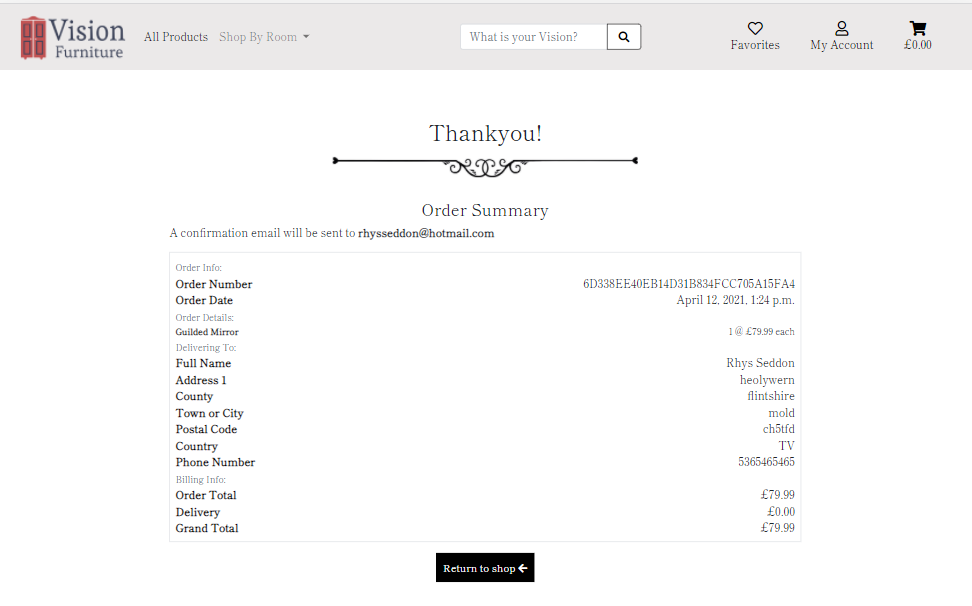 Vision
Furniture
All Products Shop By Room
What is your Vision?
Favorites
My Account
£0.00
Thankyou!
Order Summary
A confirmation email will be sent to rhysseddon@hotmail.com
Order Info:
Order Number 6D338EE40EB14D31B834FCC705A15FA4
Order Date April 12, 2021, 1:24 p.m.
Order Details:
Guilded Mirror 1 @ £79.99 each
Delivering To:
Full Name Rhys Seddon
Address 1 heolywern
County flintshire
Town or City mold
Postal Code ch5tfd
Country TV
Phone Number 5365465465
Billing Info:
Order Total £79.99
Delivery £0.00
Grand Total £79.99
Return to shop